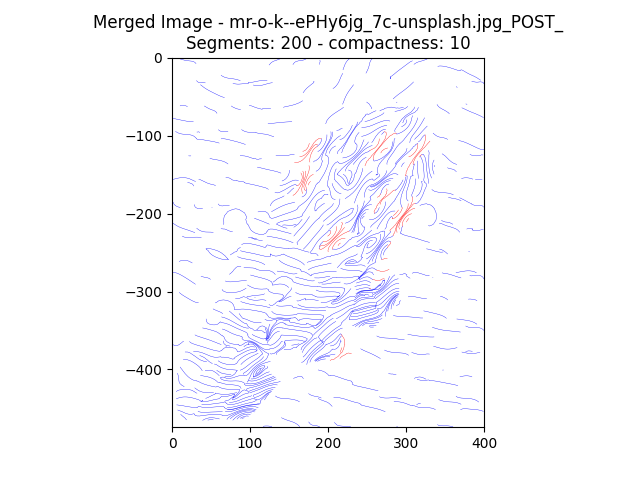 Merged Image - mr-o-k--ePHy6jg_7c-unsplash.jpg_POST_
Segments: 200 - compactness: 10
0
−100
−200
−300
−400
0 100 200 300 400